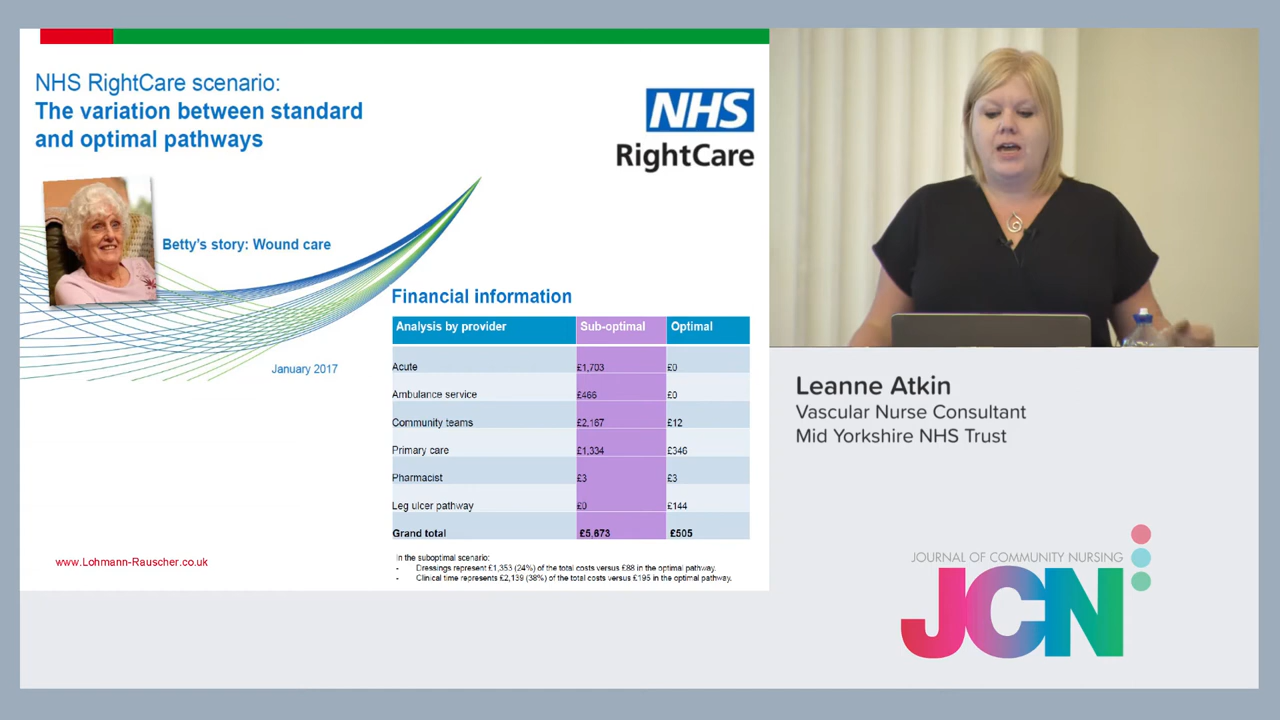 NHS RightCare scenario:
The variation between standard
and optimal pathways
NHS
RightCare
Betty's story: Wound care
January 2017
Financial information
Analysis by provider Sub-optimal Optimal
Acute £1,703 £0
Ambulance service £466 £0
Community teams £2,167 £12
Primary care £1,334 £346
Pharmacist £3 £3
Leg ulcer pathway £0 £144
Grand total £5,673 £505
In the suboptimal scenario:
- Dressings represent £1,353 (24%) of the total costs versus £88 in the optimal pathway.
- Clinical time represents £2,139 (38%) of the total costs versus £195 in the optimal pathway.
www.Lohmann-Rauscher.co.uk
Leanne Atkin
Vascular Nurse Consultant
Mid Yorkshire NHS Trust
JOURNAL OF COMMUNITY NURSING
JCN